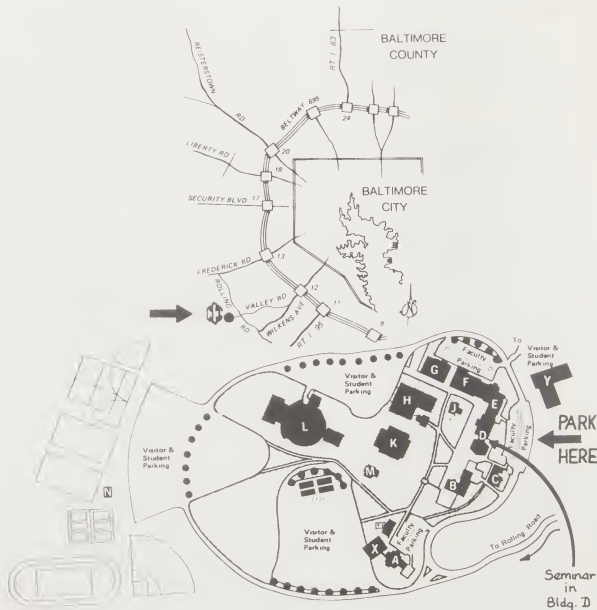 BALTIMORE
COUNTY
RT I 83
REISTERSTOWN
RD
BELTWAY 695
24
LIBERTY RD
20
18
SECURITY BLVD 17
BALTIMORE
CITY
13
FREDERICK RD
ROLLING
RD
VALLEY RD
12
WILKENS AVE
11
RT I 95
9
To
Visitor &
Student
Parking
Faculty
Parking
Y
G
F
E
Visitor &
Student
Parking
H
J
L
K
D
Faculty
Parking
PARK
HERE
Visitor &
Student
Parking
M
B
C
N
Visitor &
Student
Parking
Faculty
Parking
X
A
To Rolling Road
Seminar
in
Bldg. D